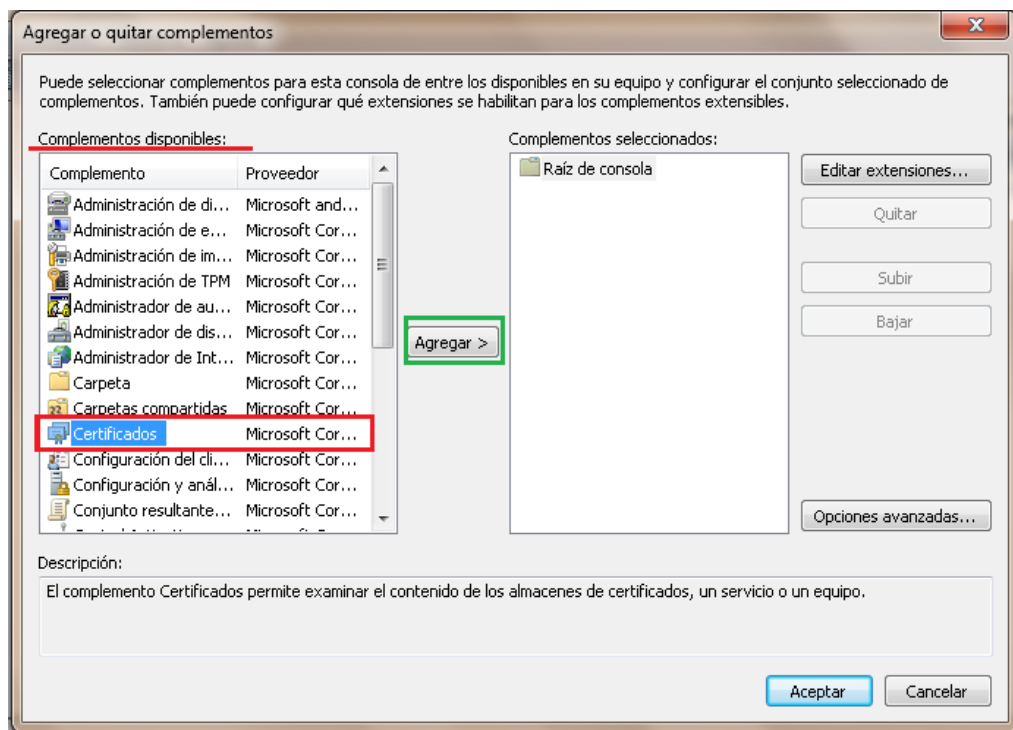 Agregar o quitar complementos
Puede seleccionar complementos para esta consola de entre los disponibles en su equipo y configurar el conjunto seleccionado de
complementos. También puede configurar qué extensiones se habilitan para los complementos extensibles.
Complementos disponibles:
Complemento Proveedor
Administración de di... Microsoft and...
Administración de e... Microsoft Cor...
Administración de im... Microsoft Cor...
Administración de TPM Microsoft Cor...
Administrador de au... Microsoft Cor...
Administrador de dis... Microsoft Cor...
Administrador de Int... Microsoft Cor...
Carpeta Microsoft Cor...
Carpetas compartidas Microsoft Cor...
Certificados Microsoft Cor...
Configuración del cli... Microsoft Cor...
Configuración y anál... Microsoft Cor...
Conjunto resultante... Microsoft Cor...
Agregar >
Complementos seleccionados:
Raíz de consola
Editar extensiones...
Quitar
Subir
Bajar
Opciones avanzadas...
Descripción:
El complemento Certificados permite examinar el contenido de los almacenes de certificados, un servicio o un equipo.
Aceptar
Cancelar